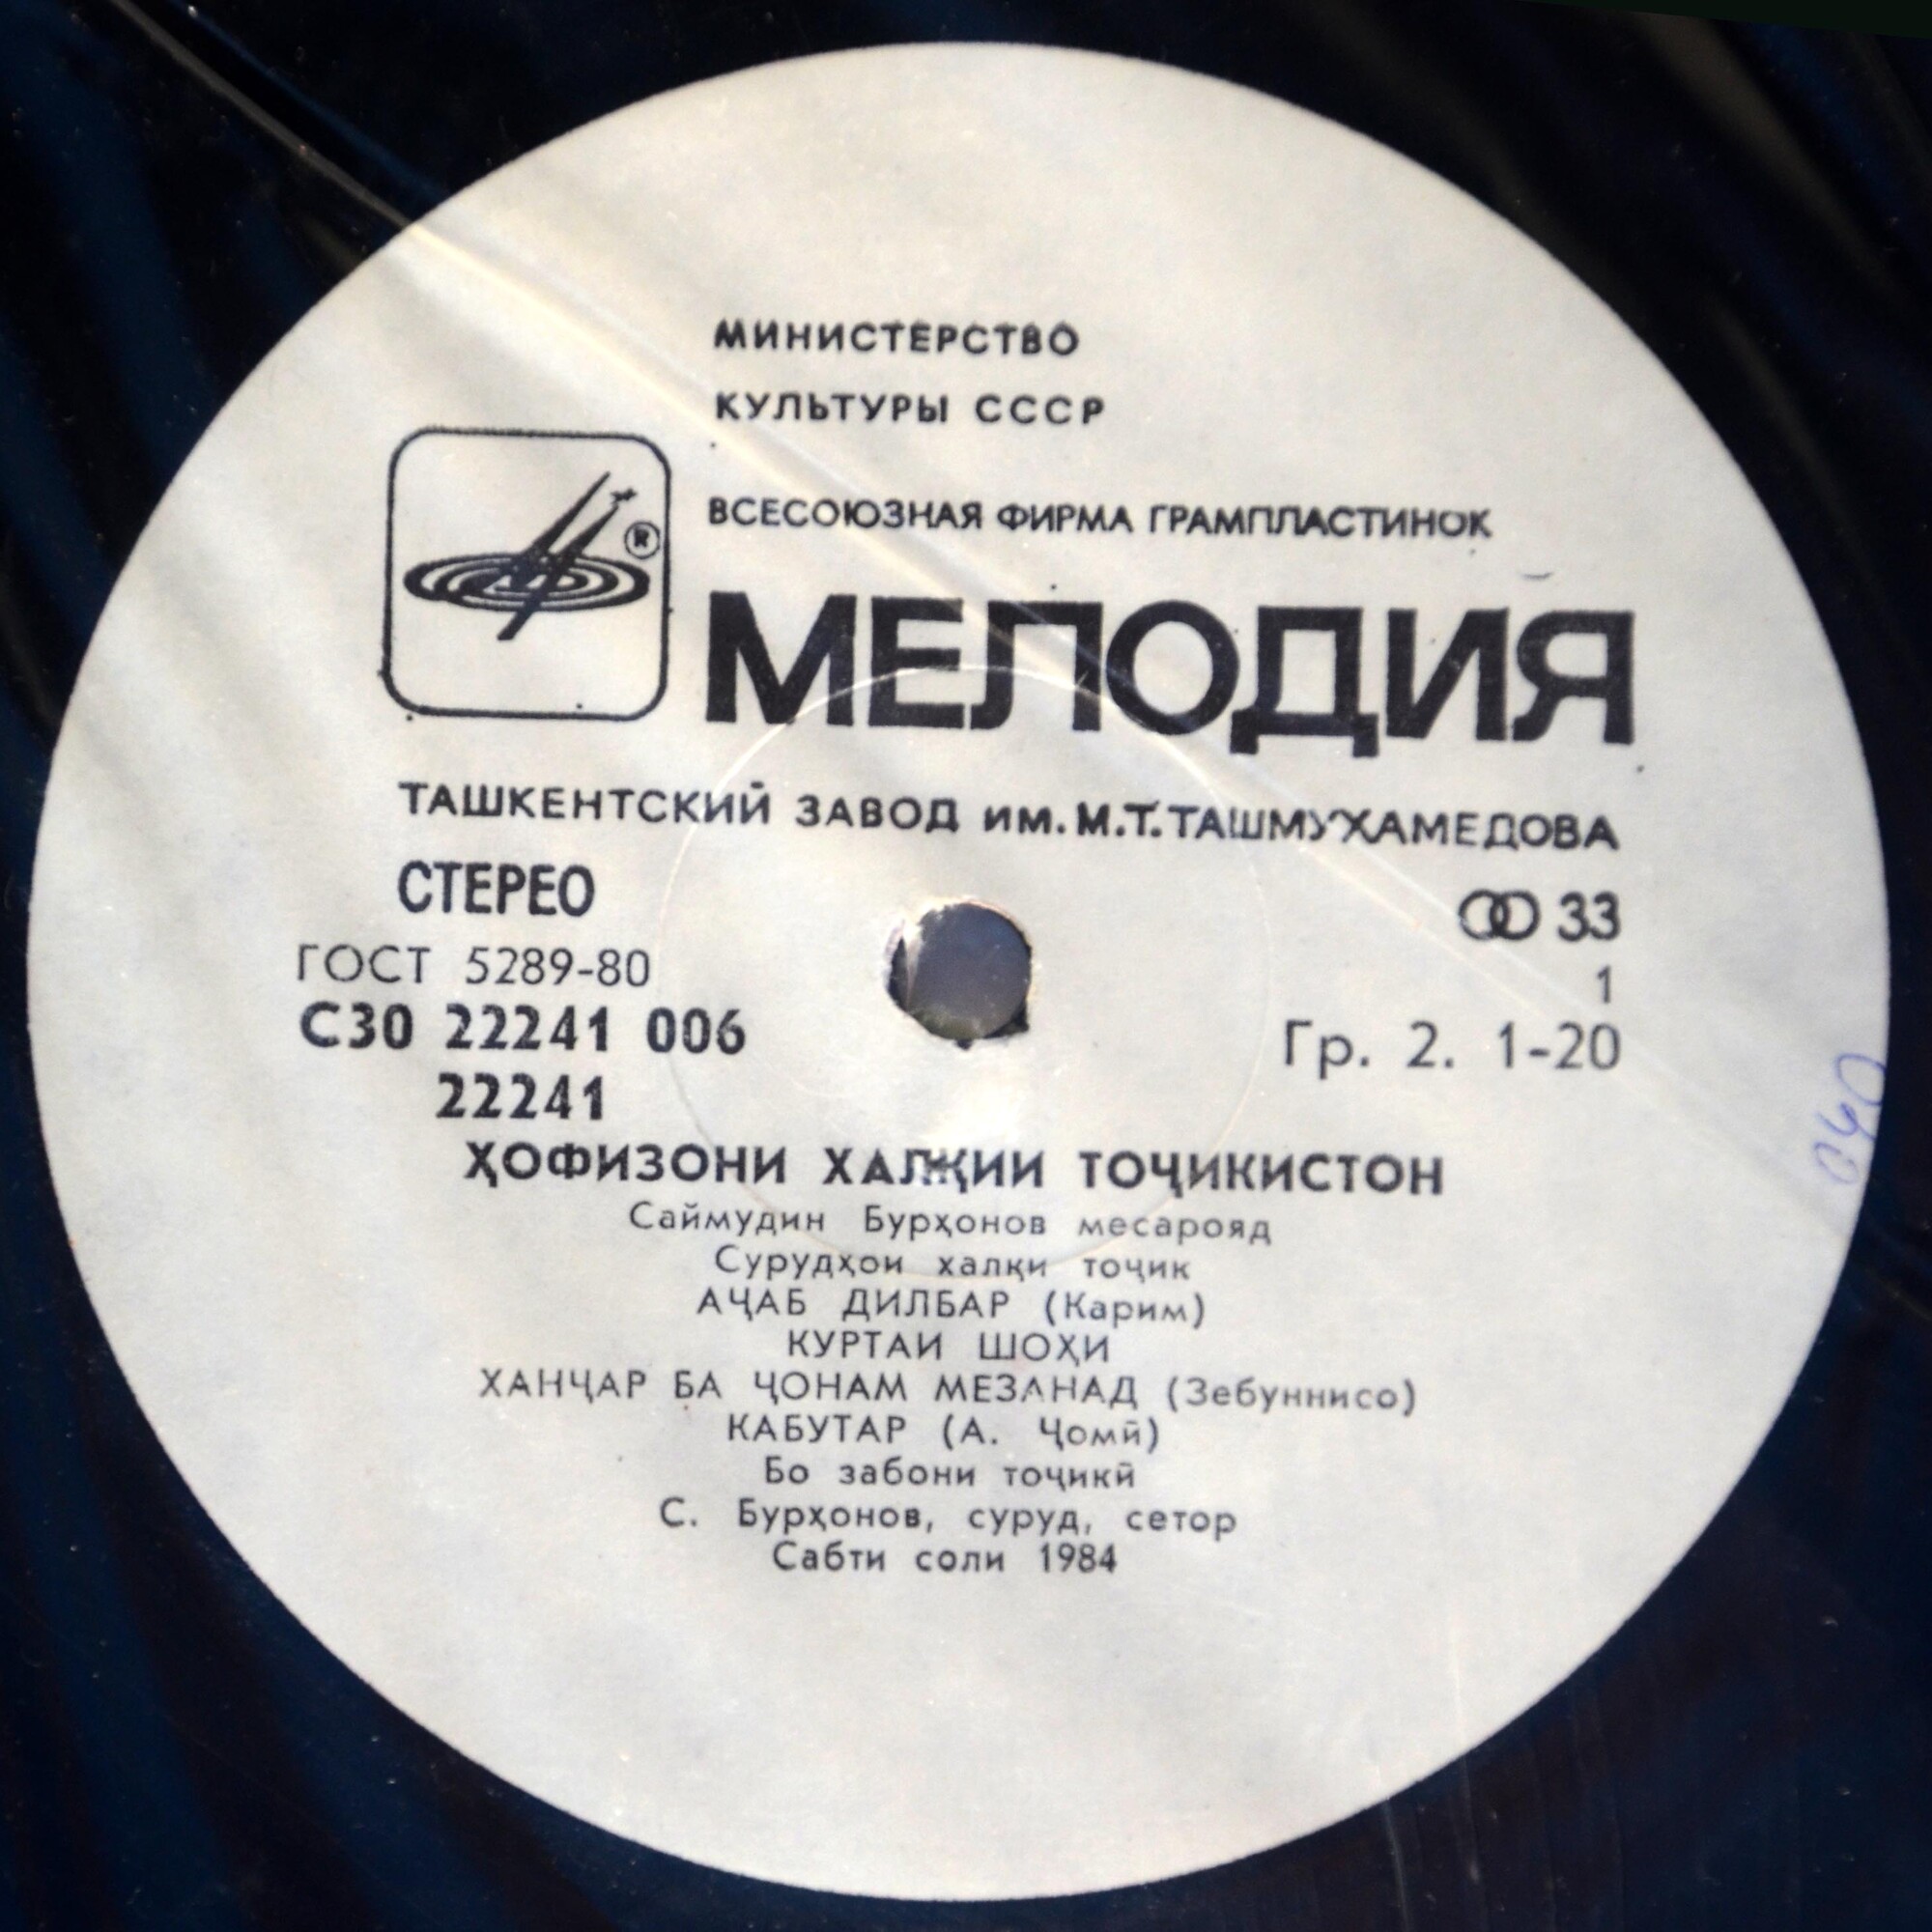 МИНИСТЕРСТВО
КУЛЬТУРЫ СССР
ВСЕСОЮЗНАЯ ФИРМА ГРАМПЛАСТИНОК
®
МЕЛОДИЯ
ТАШКЕНТСКИЙ ЗАВОД им. М.Т. ТАШМУХАМЕДОВА
СТЕРЕО
33
ГОСТ 5289-80
1
С30 22241 006
Гр. 2. 1-20
22241
040
ҲОФИЗОНИ ХАЛҚИИ ТОҶИКИСТОН
Саймудин Бурҳонов месарояд
Сурудҳои халқи тоҷик
АҶАБ ДИЛБАР (Карим)
КУРТАИ ШОҲИ
ХАНҶАР БА ҶОНАМ МЕЗАНАД (Зебуннисо)
КАБУТАР (А. Ҷомӣ)
Бо забони тоҷикӣ
С. Бурҳонов, суруд, сетор
Сабти соли 1984